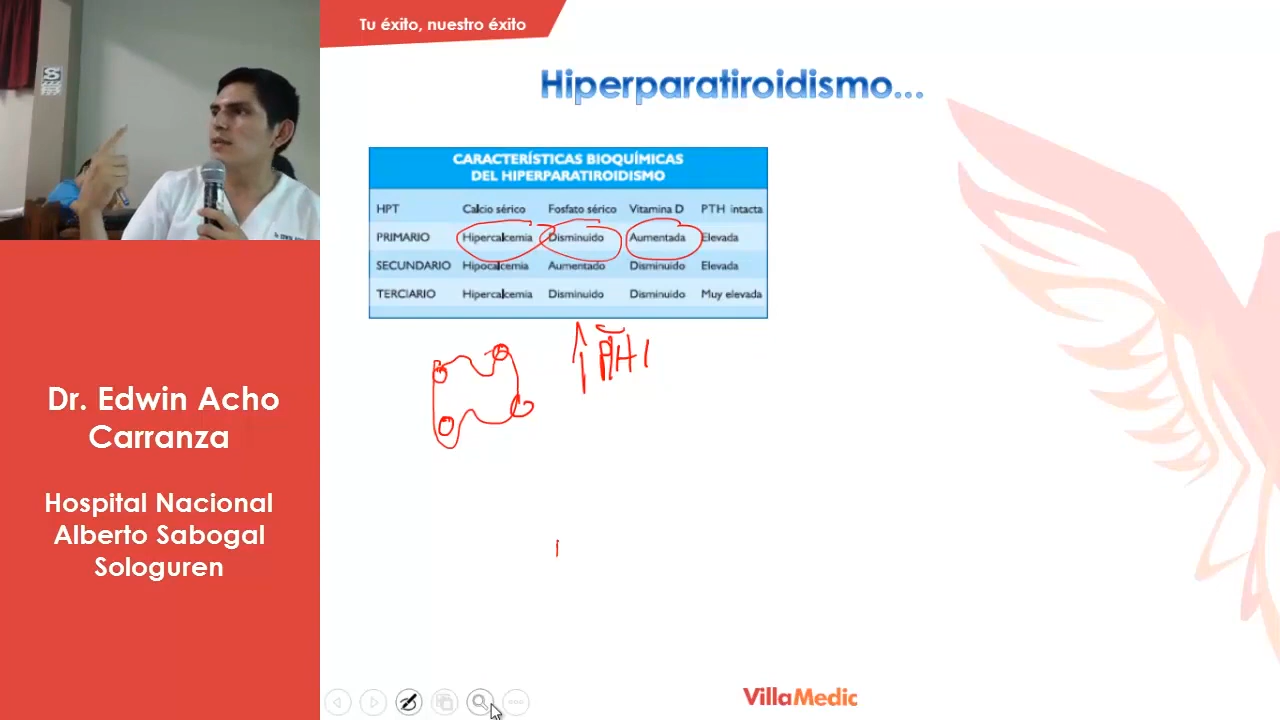 Tu éxito, nuestro éxito
Hiperparatiroidismo...
CARACTERÍSTICAS BIOQUÍMICAS
DEL HIPERPARATIROIDISMO
HPT Calcio sérico Fosfato sérico Vitamina D PTH intacta
PRIMARIO Hipercalcemia Disminuido Aumentada Elevada
SECUNDARIO Hipocalcemia Aumentado Disminuido Elevada
TERCIARIO Hipercalcemia Disminuido Disminuido Muy elevada
Dr. Edwin Acho
Carranza
Hospital Nacional
Alberto Sabogal
Sologuren
VillaMedic